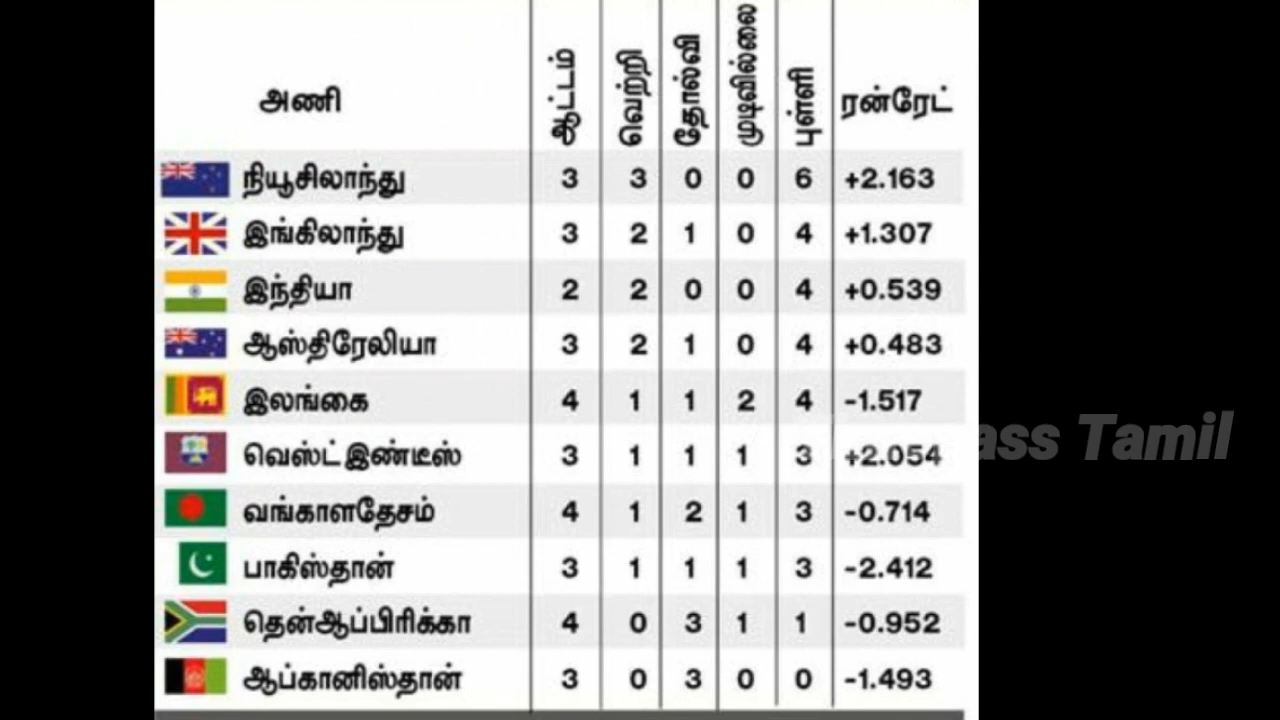 அணி ஆட்டம் வெற்றி தோல்வி முடிவில்லை புள்ளி ரன்ரேட்
நியூசிலாந்து 3 3 0 0 6 +2.163
இங்கிலாந்து 3 2 1 0 4 +1.307
இந்தியா 2 2 0 0 4 +0.539
ஆஸ்திரேலியா 3 2 1 0 4 +0.483
இலங்கை 4 1 1 2 4 -1.517
வெஸ்ட் இண்டீஸ் 3 1 1 1 3 +2.054
வங்காளதேசம் 4 1 2 1 3 -0.714
பாகிஸ்தான் 3 1 1 1 3 -2.412
தென்ஆப்பிரிக்கா 4 0 3 1 1 -0.952
ஆப்கானிஸ்தான் 3 0 3 0 0 -1.493
Tamil